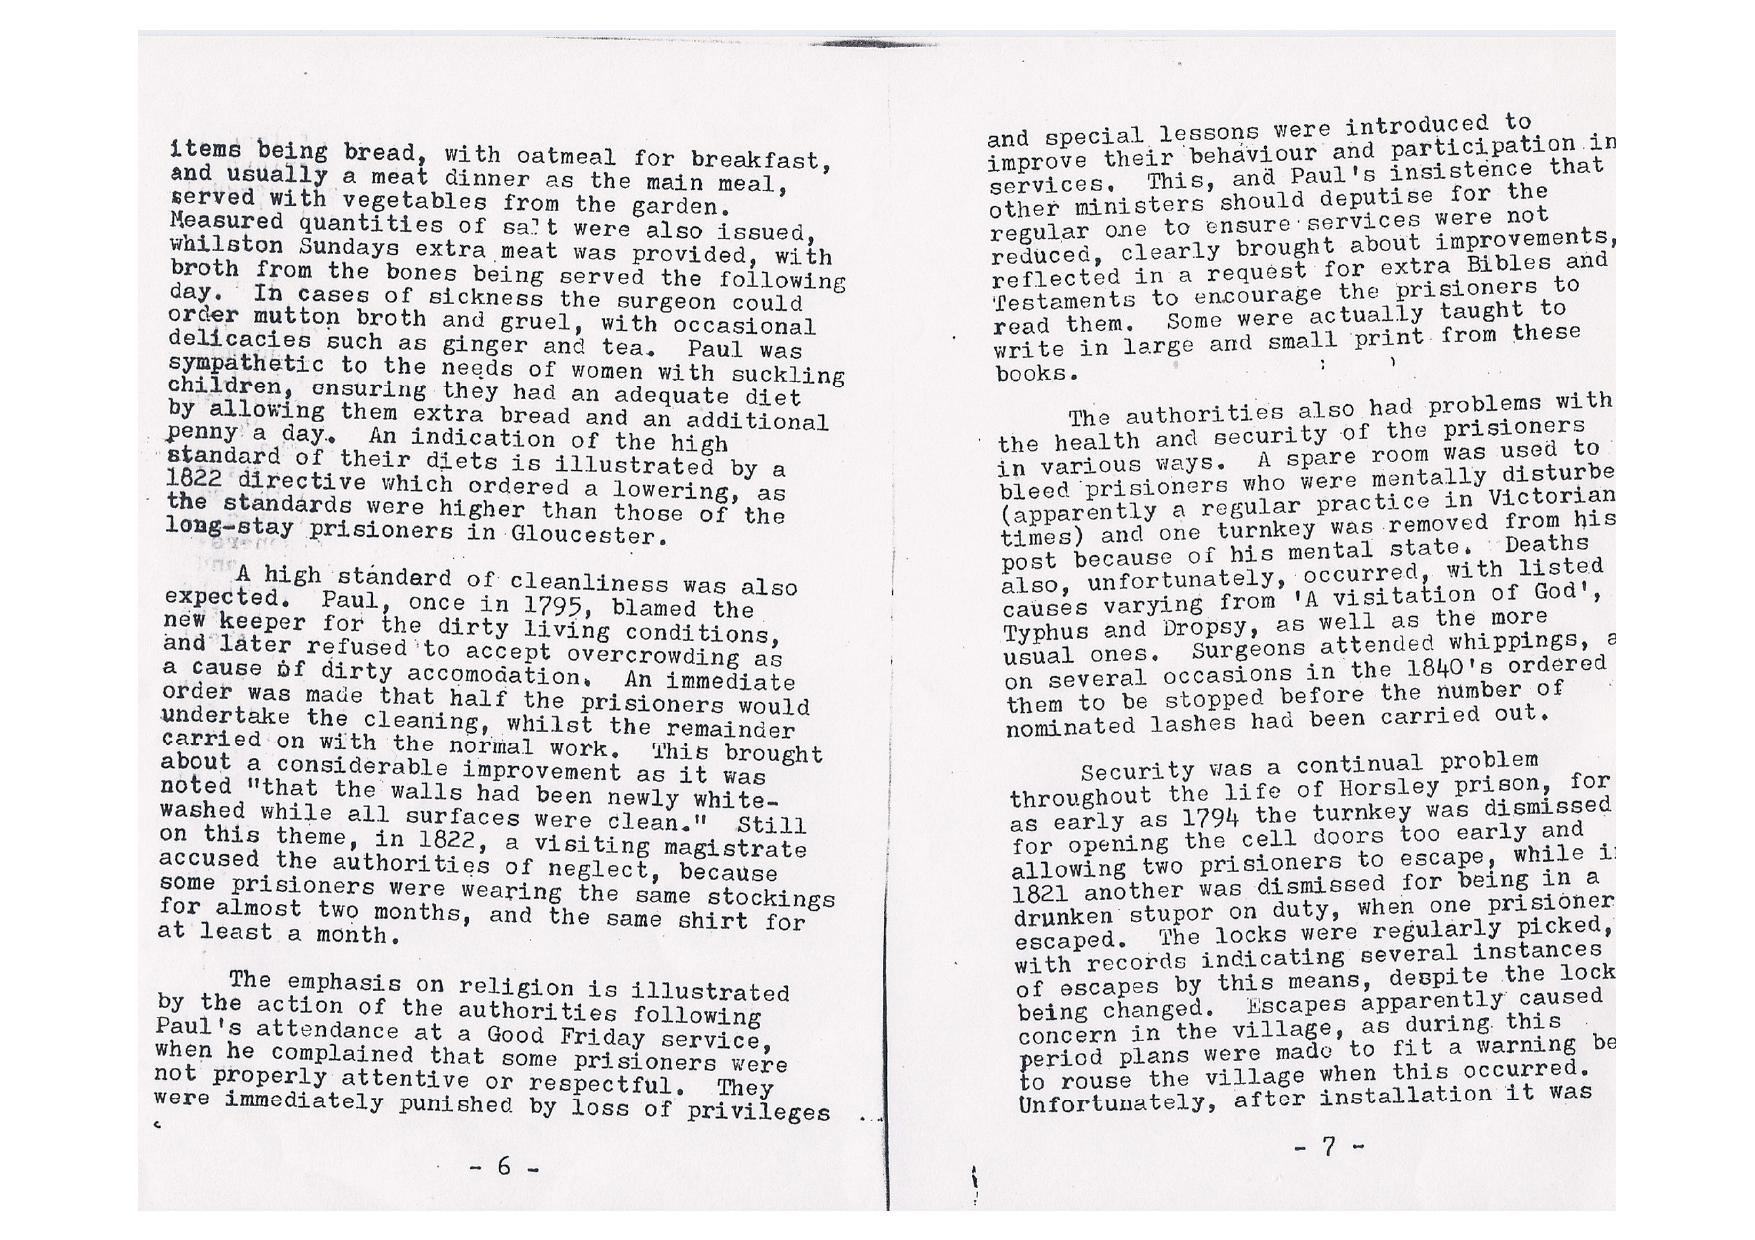 items being bread, with oatmeal for breakfast,
and usually a meat dinner as the main meal,
served with vegetables from the garden.
Measured quantities of salt were also issued,
whilston Sundays extra meat was provided, with
broth from the bones being served the following
day.  In cases of sickness the surgeon could
order mutton broth and gruel, with occasional
delicacies such as ginger and tea.  Paul was
sympathetic to the needs of women with suckling
children, ensuring they had an adequate diet
by allowing them extra bread and an additional
penny a day.  An indication of the high
standard of their diets is illustrated by a
1822 directive which ordered a lowering, as
the standards were higher than those of the
long-stay prisioners in Gloucester.
A high standard of cleanliness was also
expected.  Paul, once in 1795, blamed the
new keeper for the dirty living conditions,
and later refused to accept overcrowding as
a cause of dirty accomodation.  An immediate
order was made that half the prisioners would
undertake the cleaning, whilst the remainder
carried on with the normal work.  This brought
about a considerable improvement as it was
noted "that the walls had been newly white-
washed while all surfaces were clean."  Still
on this theme, in 1822, a visiting magistrate
accused the authorities of neglect, because
some prisioners were wearing the same stockings
for almost two months, and the same shirt for
at least a month.
The emphasis on religion is illustrated
by the action of the authorities following
Paul's attendance at a Good Friday service,
when he complained that some prisioners were
not properly attentive or respectful.  They
were immediately punished by loss of privileges
- 6 -
and special lessons were introduced to
improve their behaviour and participation in
services.  This, and Paul's insistence that
other ministers should deputise for the
regular one to ensure services were not
reduced, clearly brought about improvements,
reflected in a request for extra Bibles and
Testaments to encourage the prisioners to
read them.  Some were actually taught to
write in large and small print from these
books.
The authorities also had problems with
the health and security of the prisioners
in various ways.  A spare room was used to
bleed prisioners who were mentally disturbe
(apparently a regular practice in Victorian
times) and one turnkey was removed from his
post because of his mental state.  Deaths
also, unfortunately, occurred, with listed
causes varying from 'A visitation of God',
Typhus and Dropsy, as well as the more
usual ones.  Surgeons attended whippings, a
on several occasions in the 1840's ordered
them to be stopped before the number of
nominated lashes had been carried out.
Security was a continual problem
throughout the life of Horsley prison, for
as early as 1794 the turnkey was dismissed
for opening the cell doors too early and
allowing two prisioners to escape, while i
1821 another was dismissed for being in a
drunken stupor on duty, when one prisioner
escaped.  The locks were regularly picked,
with records indicating several instances
of escapes by this means, despite the lock
being changed.  Escapes apparently caused
concern in the village, as during this
period plans were made to fit a warning be
to rouse the village when this occurred.
Unfortunately, after installation it was
- 7 -